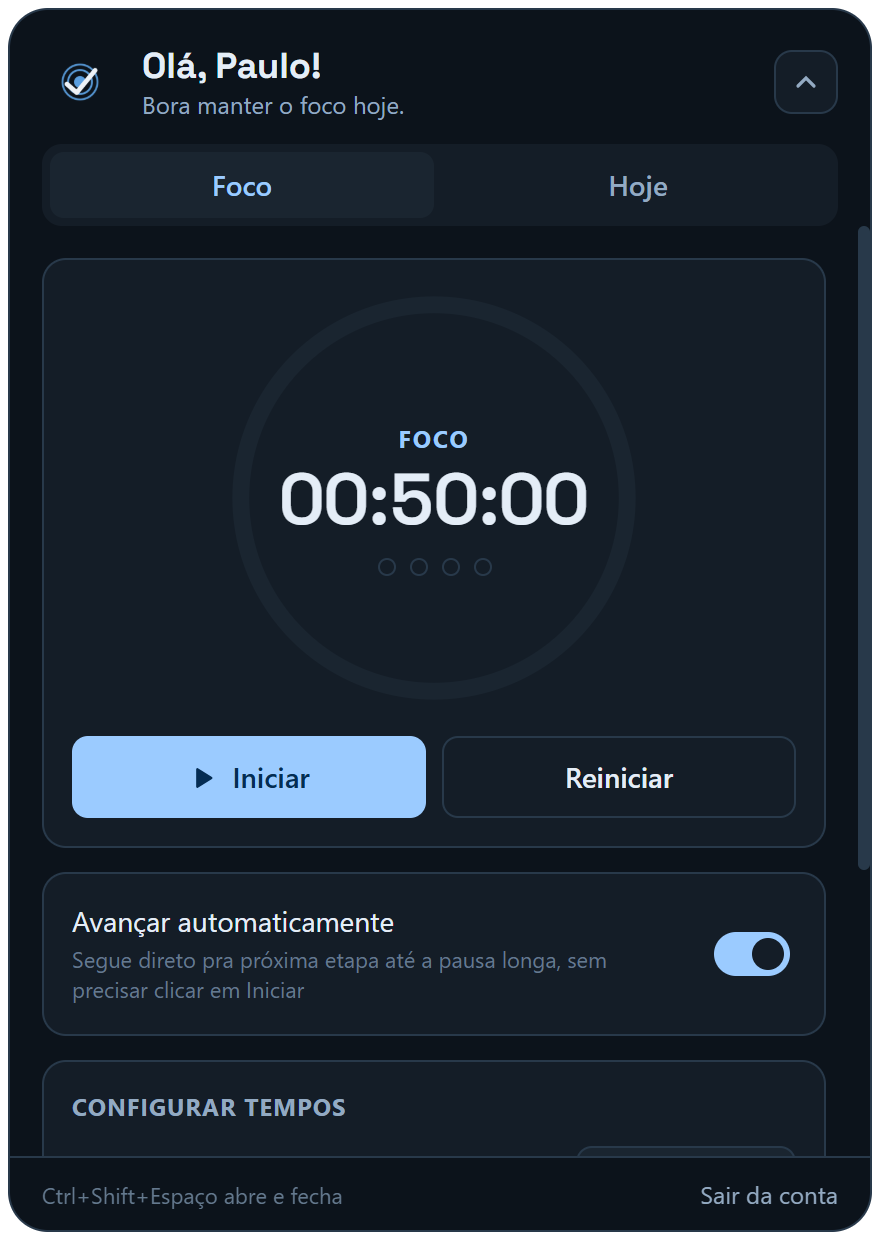 Olá, Paulo!
Bora manter o foco hoje.
Foco
Hoje
FOCO
00:50:00
Iniciar
Reiniciar
Avançar automaticamente
Segue direto pra próxima etapa até a pausa longa, sem
precisar clicar em Iniciar
CONFIGURAR TEMPOS
Ctrl+Shift+Espaço abre e fecha
Sair da conta